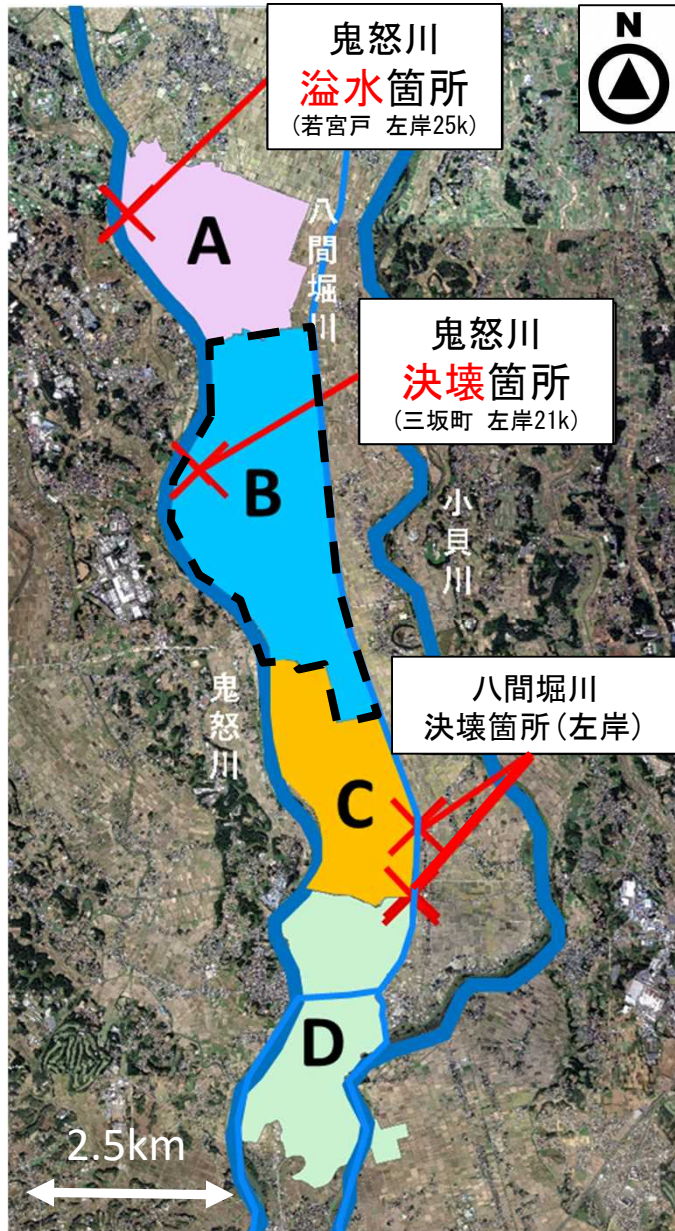 鬼怒川
溢水箇所
(若宮戸 左岸25k)
N
A
八間堀川
鬼怒川
決壊箇所
(三坂町 左岸21k)
B
小貝川
八間堀川
決壊箇所(左岸)
鬼怒川
C
D
2.5km